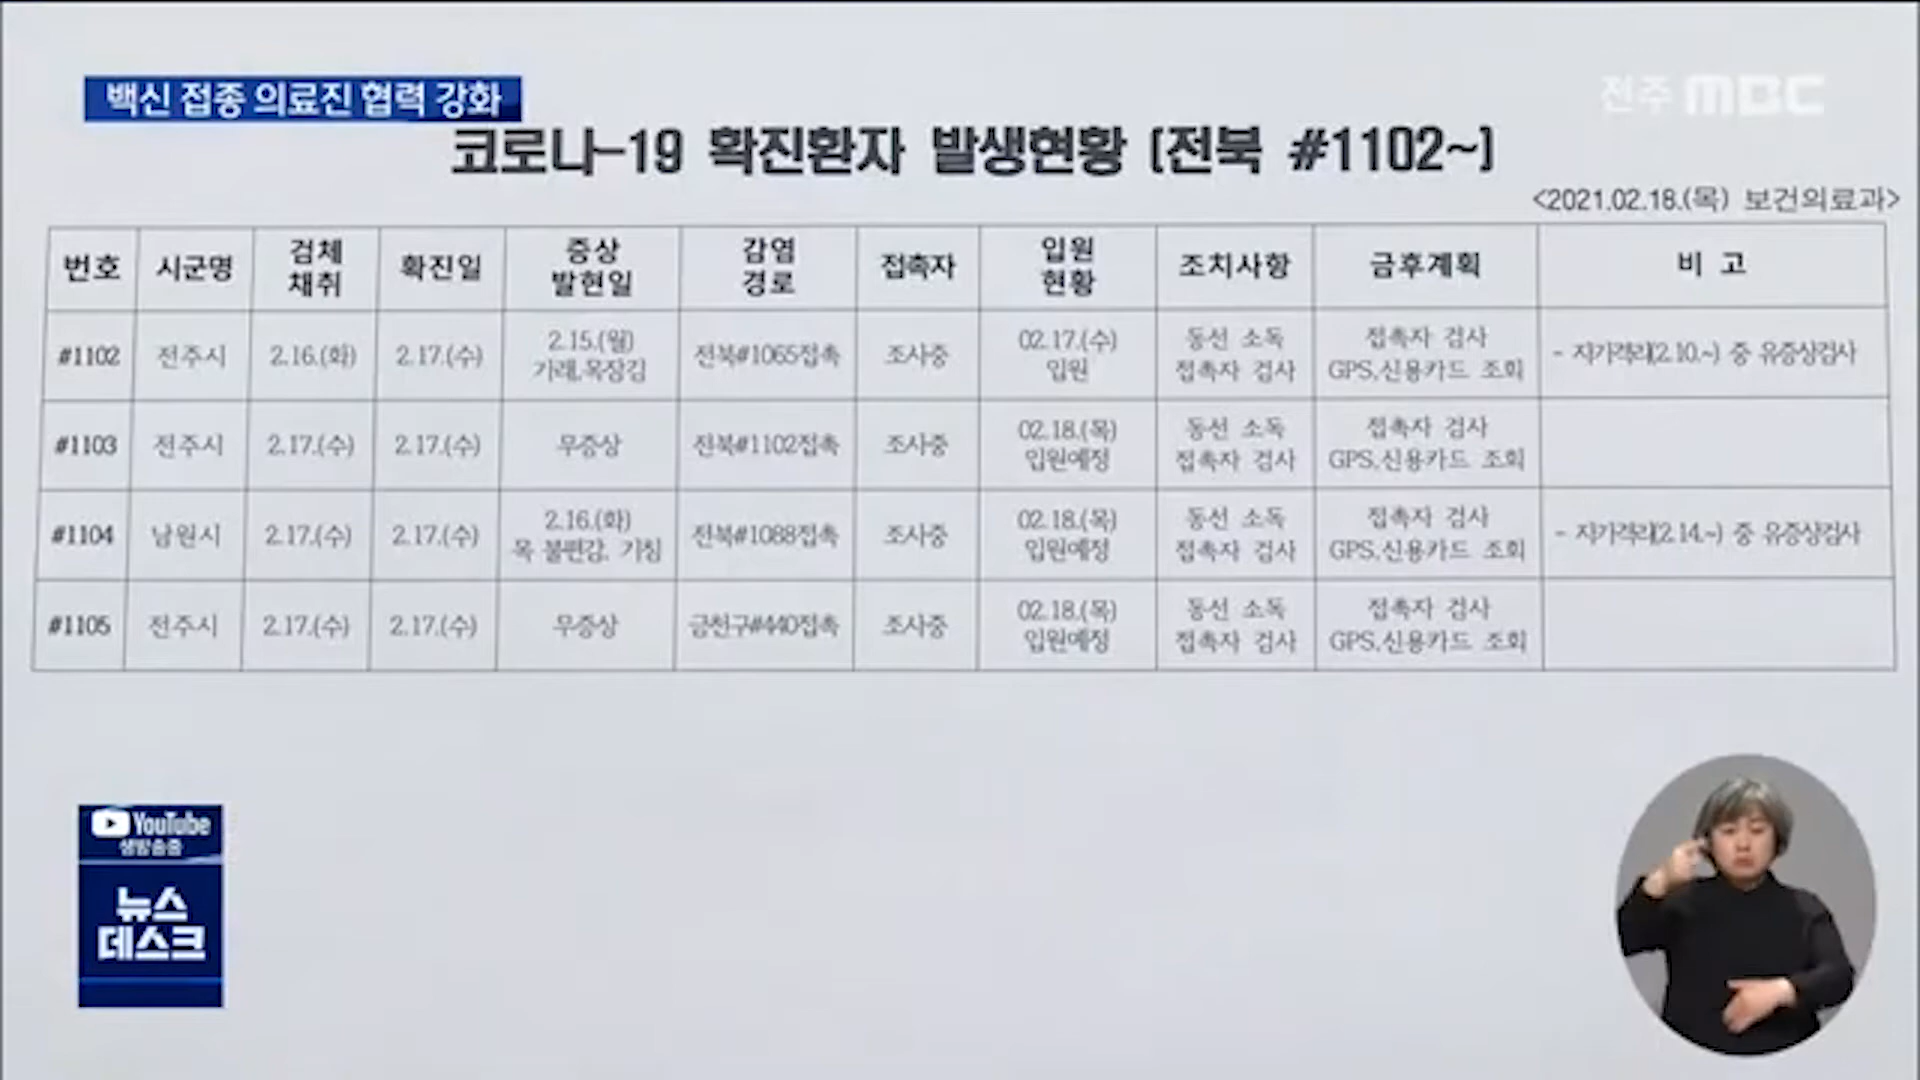 백신 접종 의료진 협력 강화
전주 MBC
코로나-19 확진환자 발생현황 [전북 #1102~]
<2021.02.18.(목) 보건의료과>
번호 시군명 검체 채취 확진일 증상 발현일 감염 경로 접촉자 입원 현황 조치사항 금후계획 비 고
#1102 전주시 2.16.(화) 2.17.(수) 2.15.(월) 가래,목잠김 전북#1065접촉 조사중 02.17.(수) 입원 동선 소독 접촉자 검사 접촉자 검사 GPS,신용카드 조회 - 자가격리(2.10.~) 중 유증상검사
#1103 전주시 2.17.(수) 2.17.(수) 무증상 전북#1102접촉 조사중 02.18.(목) 입원예정 동선 소독 접촉자 검사 접촉자 검사 GPS,신용카드 조회
#1104 남원시 2.17.(수) 2.17.(수) 2.16.(화) 목 불편감, 기침 전북#1088접촉 조사중 02.18.(목) 입원예정 동선 소독 접촉자 검사 접촉자 검사 GPS,신용카드 조회 - 자가격리(2.14.~) 중 유증상검사
#1105 전주시 2.17.(수) 2.17.(수) 무증상 금천구#440접촉 조사중 02.18.(목) 입원예정 동선 소독 접촉자 검사 접촉자 검사 GPS,신용카드 조회
YouTube
생방송중
뉴스
데스크